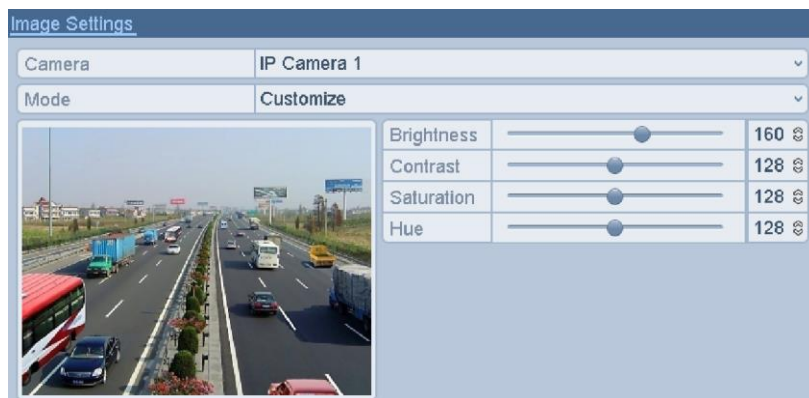 Image Settings
Camera IP Camera 1
Mode Customize
Brightness 160
Contrast 128
Saturation 128
Hue 128